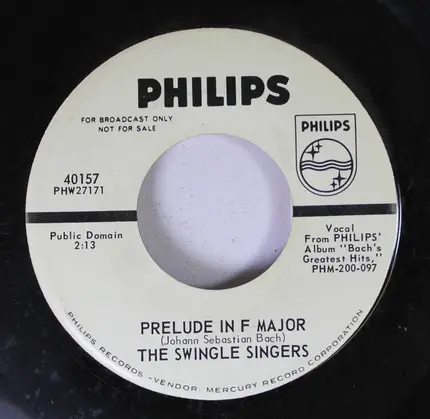 PHILIPS
FOR BROADCAST ONLY
NOT FOR SALE
PHILIPS
40157
PHW27171
Public Domain
2:13
Vocal
From PHILIPS'
Album "Bach's
Greatest Hits,"
PHM-200-097
PRELUDE IN F MAJOR
(Johann Sebastian Bach)
THE SWINGLE SINGERS
PHILIPS RECORDS - VENDOR: MERCURY RECORD CORPORATION